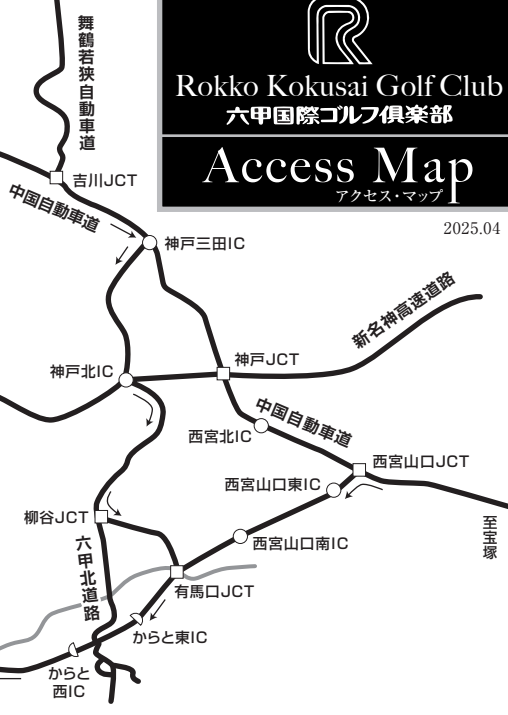 Rokko Kokusai Golf Club
六甲国際ゴルフ倶楽部
Access Map
アクセス・マップ
2025.04
舞鶴若狭自動車道
吉川JCT
中国自動車道
神戸三田IC
新名神高速道路
神戸JCT
神戸北IC
中国自動車道
西宮北IC
西宮山口JCT
西宮山口東IC
柳谷JCT
至宝塚
西宮山口南IC
六甲北道路
有馬口JCT
からと東IC
からと
西IC